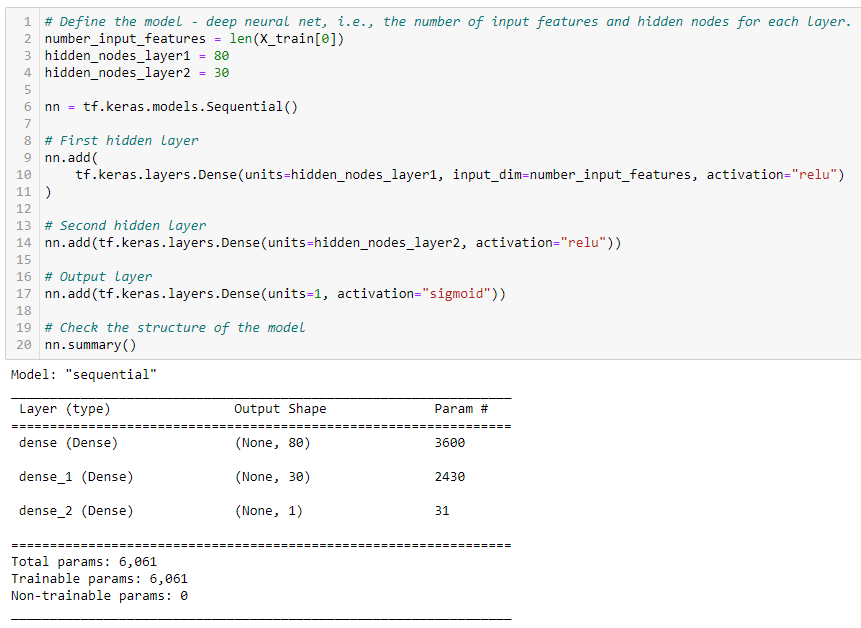 1 # Define the model - deep neural net, i.e., the number of input features and hidden nodes for each layer.
2 number_input_features = len(X_train[0])
3 hidden_nodes_layer1 = 80
4 hidden_nodes_layer2 = 30
5
6 nn = tf.keras.models.Sequential()
7
8 # First hidden layer
9 nn.add(
10     tf.keras.layers.Dense(units=hidden_nodes_layer1, input_dim=number_input_features, activation="relu")
11 )
12
13 # Second hidden layer
14 nn.add(tf.keras.layers.Dense(units=hidden_nodes_layer2, activation="relu"))
15
16 # Output layer
17 nn.add(tf.keras.layers.Dense(units=1, activation="sigmoid"))
18
19 # Check the structure of the model
20 nn.summary()
Model: "sequential"
_________________________________________________________________
Layer (type)                Output Shape              Param #
=================================================================
dense (Dense)               (None, 80)                3600
dense_1 (Dense)             (None, 30)                2430
dense_2 (Dense)             (None, 1)                 31
=================================================================
Total params: 6,061
Trainable params: 6,061
Non-trainable params: 0
_________________________________________________________________